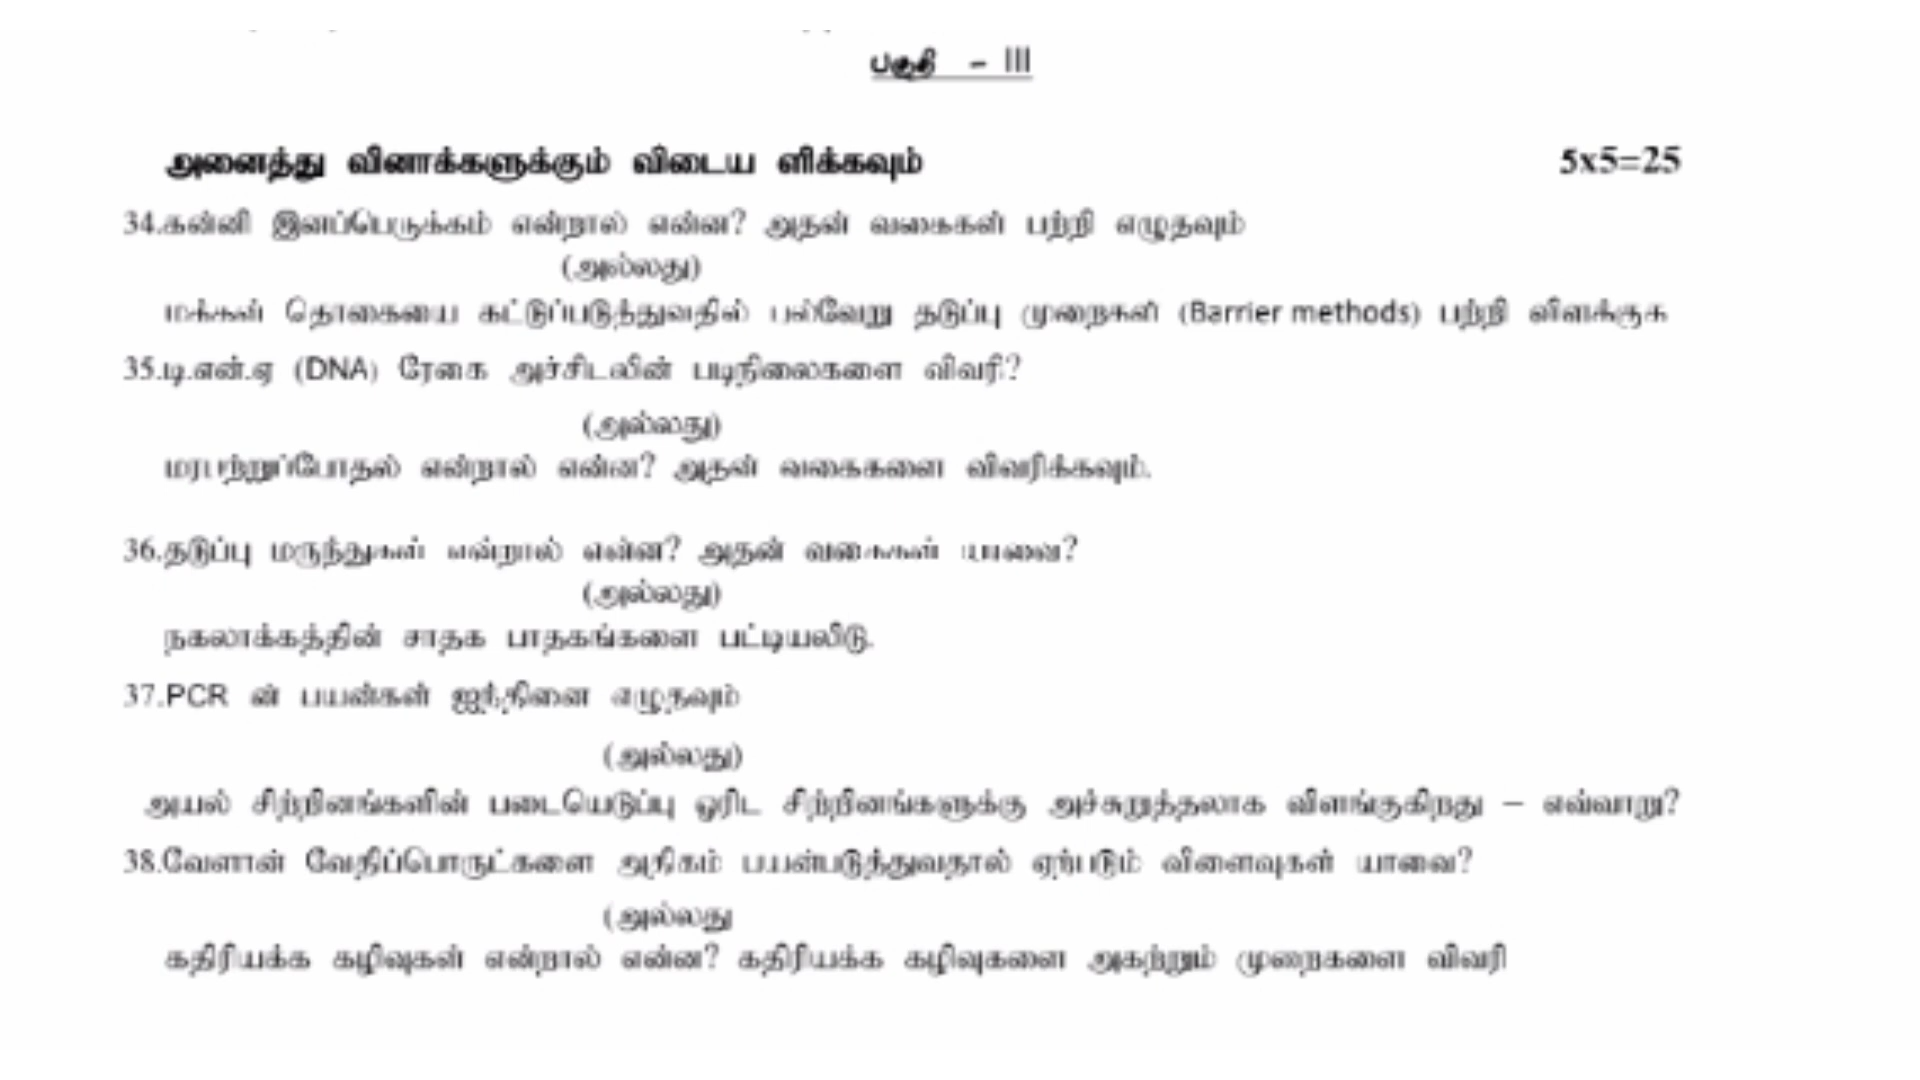 பகுதி - III
அனைத்து வினாக்களுக்கும் விடைய ளிக்கவும் 5x5=25
34.கன்னி இனப்பெருக்கம் என்றால் என்ன? அதன் வகைகள் பற்றி எழுதவும்
(அல்லது)
மக்கள் தொகையை கட்டுப்படுத்துவதில் பல்வேறு தடுப்பு முறைகள் (Barrier methods) பற்றி விளக்குக
35.டி.என்.ஏ (DNA) ரேகை அச்சிடலின் படிநிலைகளை விவரி?
(அல்லது)
மரபற்றுப்போதல் என்றால் என்ன? அதன் வகைகளை விவரிக்கவும்.
36.தடுப்பு மருந்துகள் என்றால் என்ன? அதன் வகைகள் யாவை?
(அல்லது)
நகலாக்கத்தின் சாதக பாதகங்களை பட்டியலிடு.
37.PCR ன் பயன்கள் ஐந்தினை எழுதவும்
(அல்லது)
அயல் சிற்றினங்களின் படையெடுப்பு ஓரிட சிற்றினங்களுக்கு அச்சுறுத்தலாக விளங்குகிறது – எவ்வாறு?
38.வேளான் வேதிப்பொருட்களை அதிகம் பயன்படுத்துவதால் ஏற்படும் விளைவுகள் யாவை?
(அல்லது
கதிரியக்க கழிவுகள் என்றால் என்ன? கதிரியக்க கழிவுகளை அகற்றும் முறைகளை விவரி